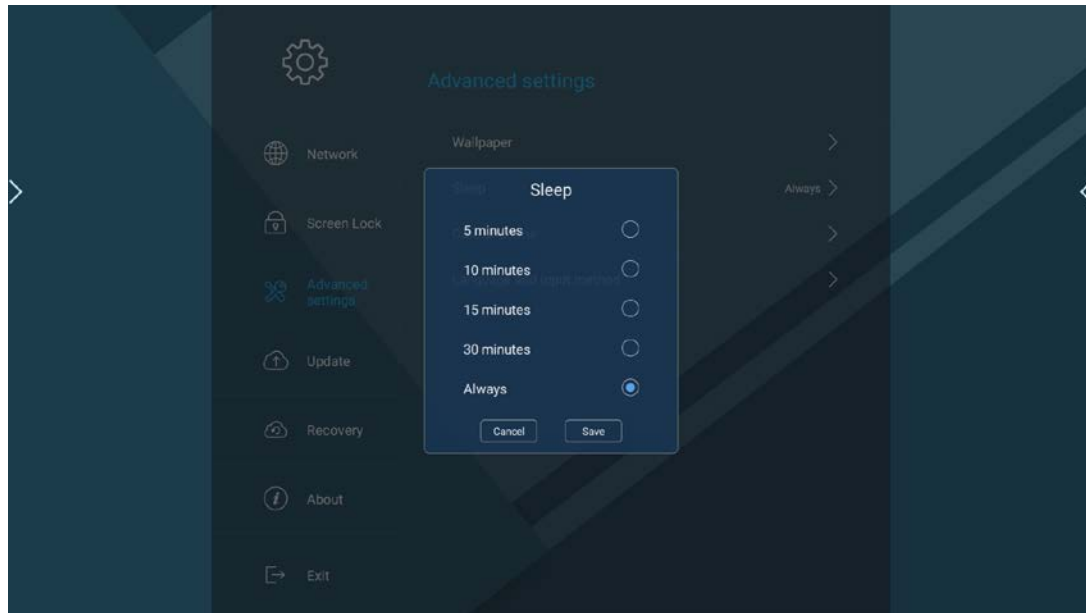 Advanced settings
Network
Screen Lock
Advanced
settings
Update
Recovery
About
Exit
Wallpaper
Sleep
Always
Sleep
5 minutes
10 minutes
15 minutes
30 minutes
Always
Cancel
Save